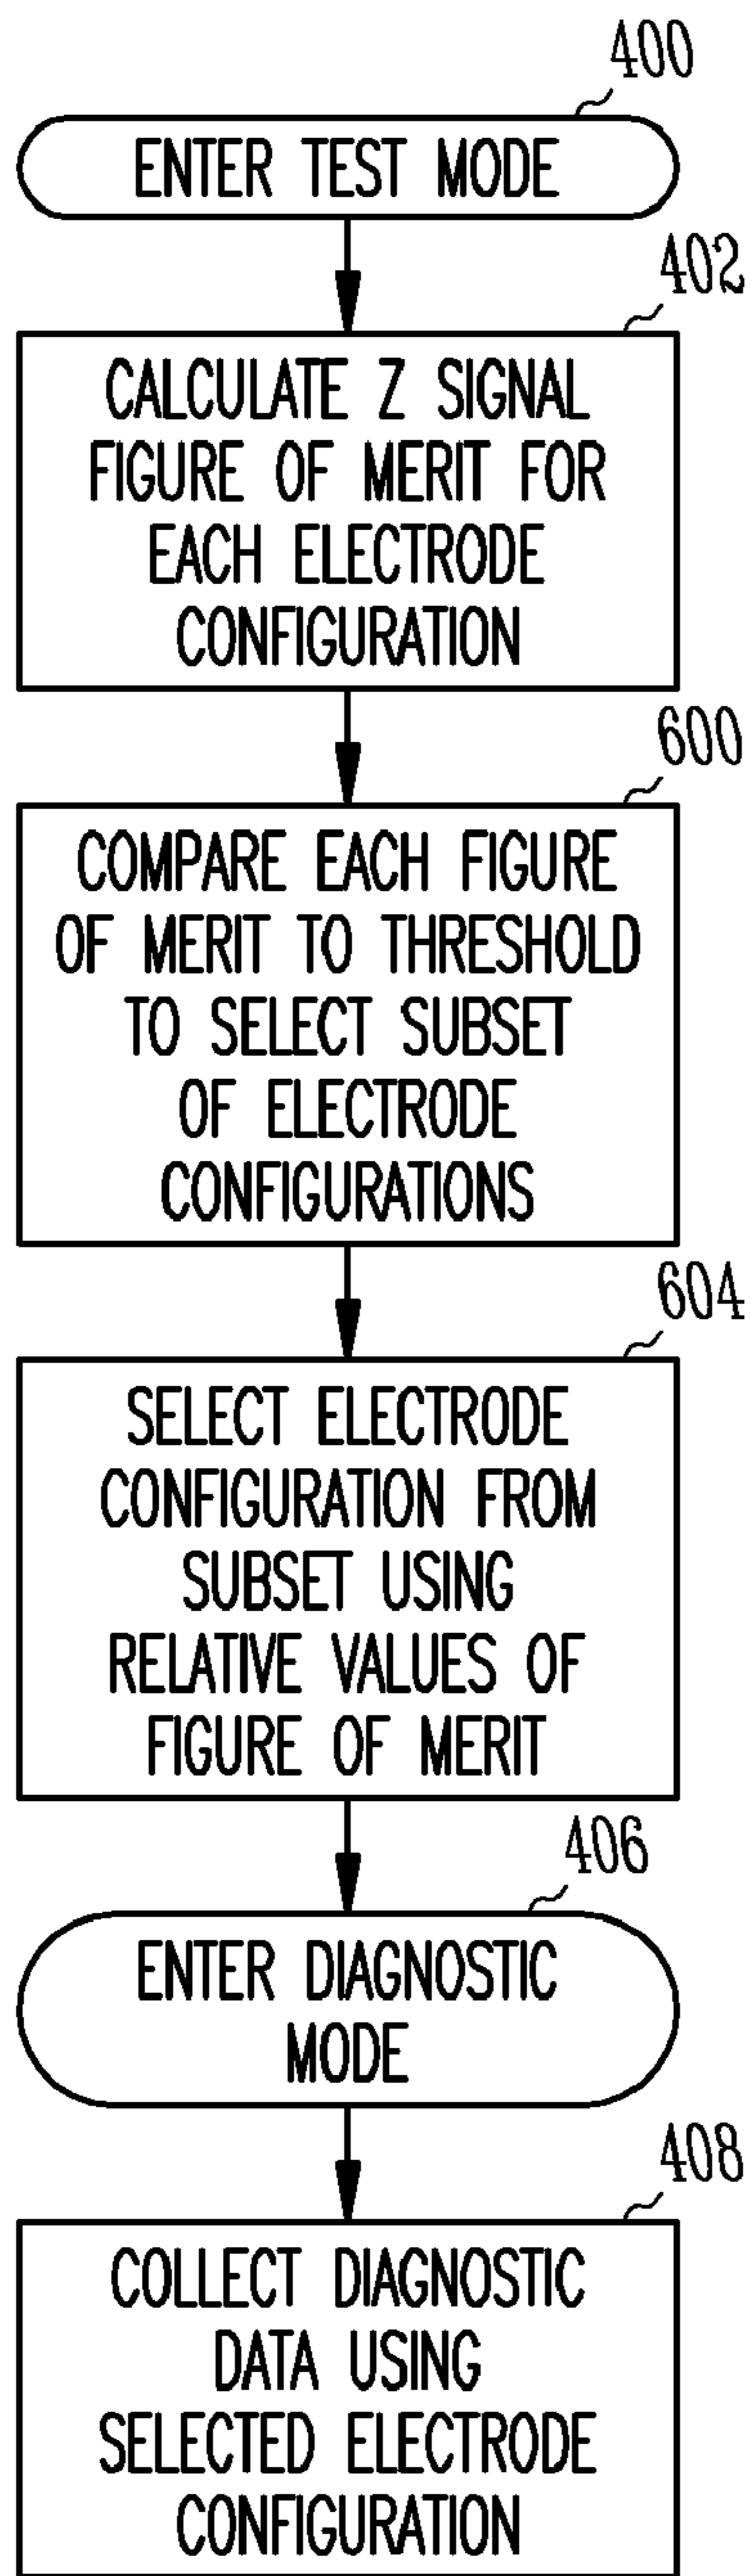 400
ENTER TEST MODE
402
CALCULATE Z SIGNAL
FIGURE OF MERIT FOR
EACH ELECTRODE
CONFIGURATION
600
COMPARE EACH FIGURE
OF MERIT TO THRESHOLD
TO SELECT SUBSET
OF ELECTRODE
CONFIGURATIONS
604
SELECT ELECTRODE
CONFIGURATION FROM
SUBSET USING
RELATIVE VALUES OF
FIGURE OF MERIT
406
ENTER DIAGNOSTIC
MODE
408
COLLECT DIAGNOSTIC
DATA USING
SELECTED ELECTRODE
CONFIGURATION